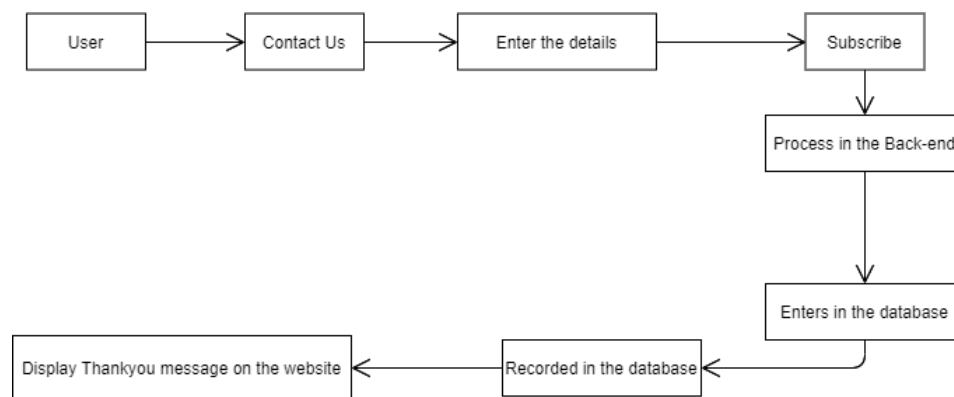 User
Contact Us
Enter the details
Subscribe
Process in the Back-end
Enters in the database
Recorded in the database
Display Thankyou message on the website